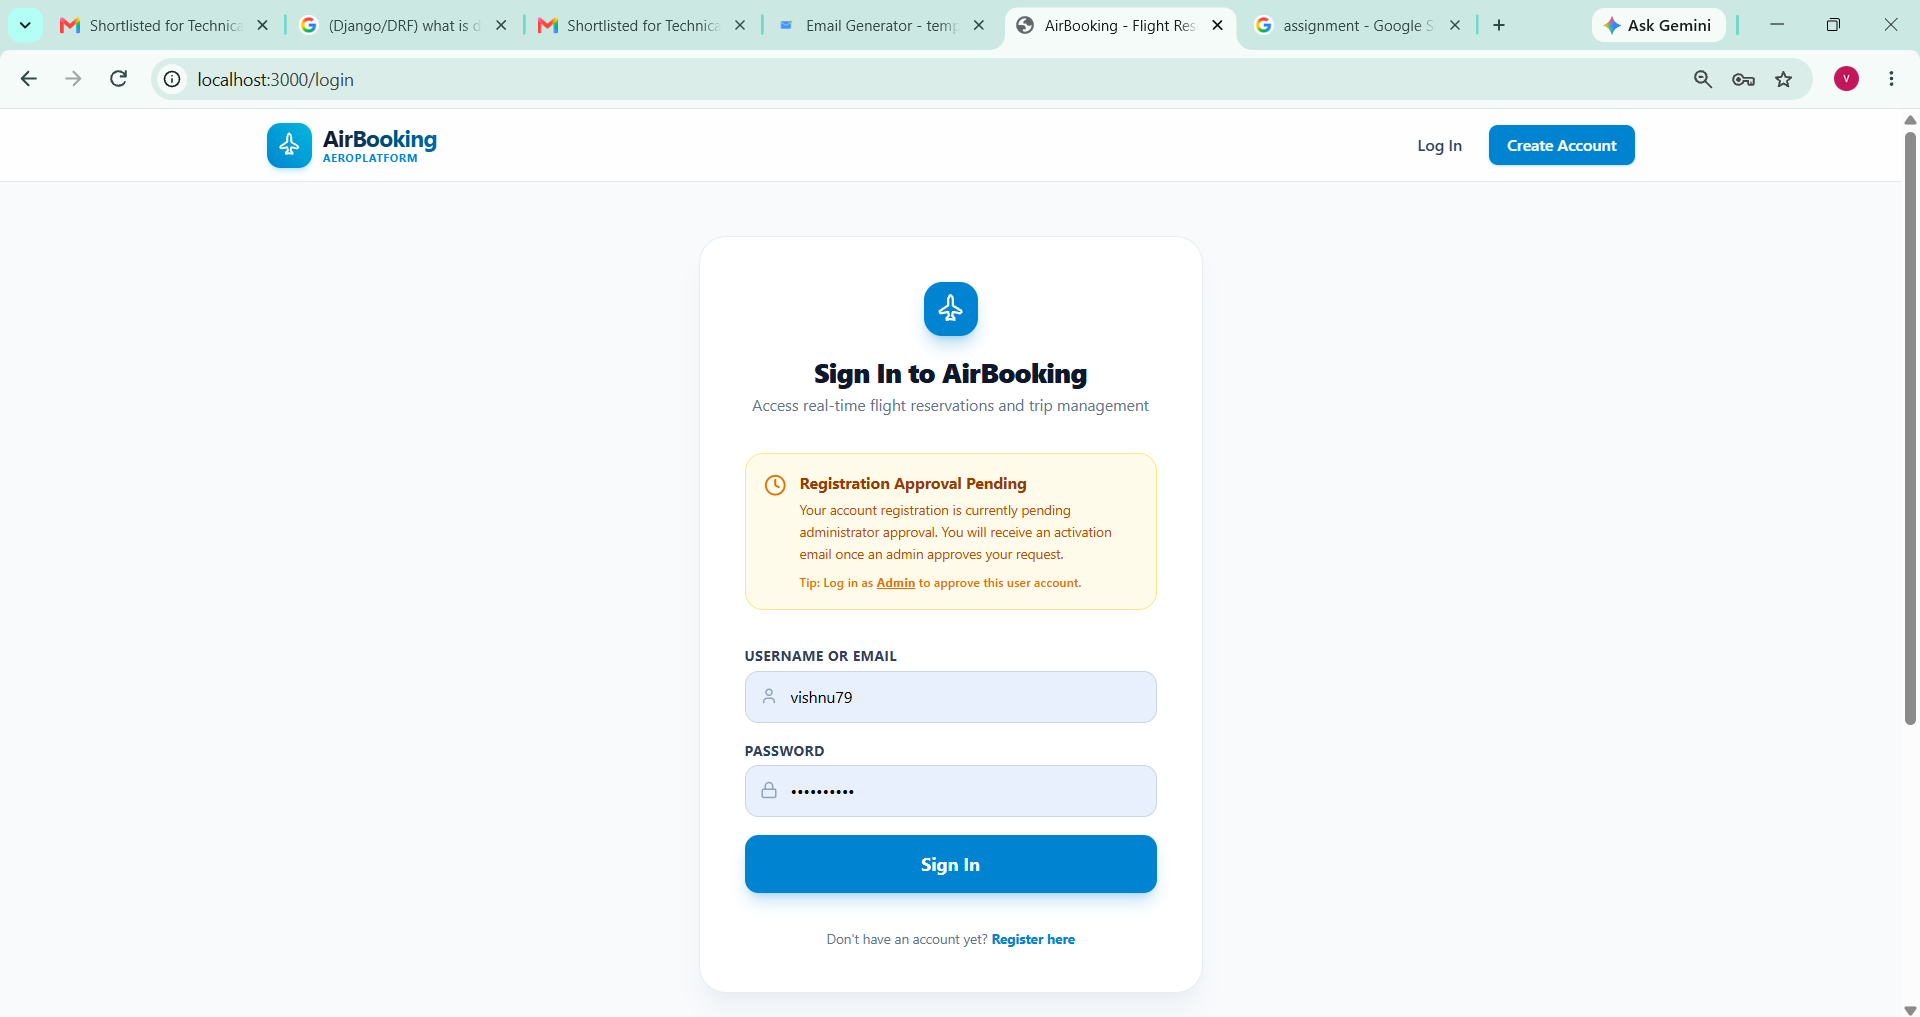 Shortlisted for Technica
(Django/DRF) what is d
Shortlisted for Technica
Email Generator - temp
AirBooking - Flight Res
assignment - Google S
Ask Gemini
localhost:3000/login
V
AirBooking
AEROPLATFORM
Log In
Create Account
Sign In to AirBooking
Access real-time flight reservations and trip management
Registration Approval Pending
Your account registration is currently pending
administrator approval. You will receive an activation
email once an admin approves your request.
Tip: Log in as Admin to approve this user account.
USERNAME OR EMAIL
vishnu79
PASSWORD
••••••••••
Sign In
Don't have an account yet? Register here